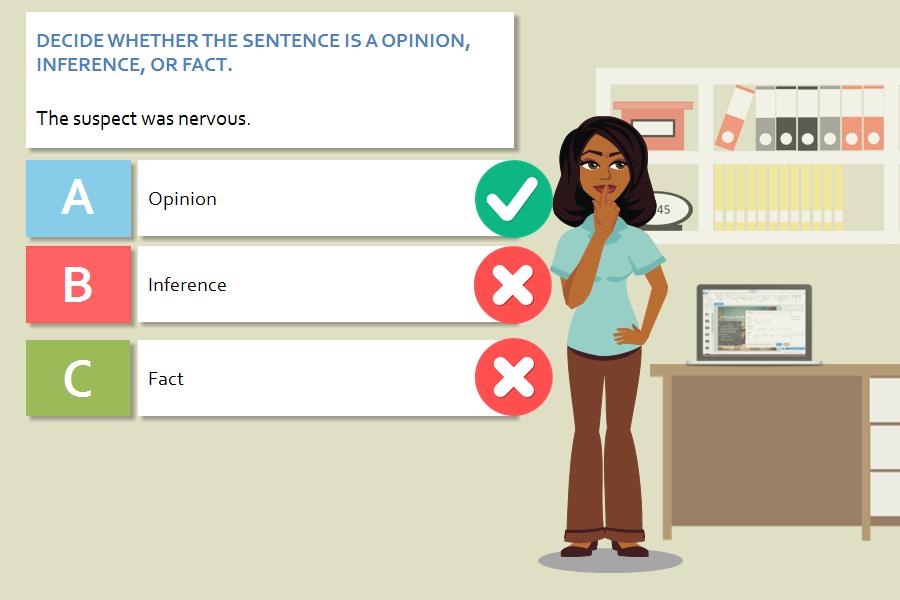 DECIDE WHETHER THE SENTENCE IS A OPINION,
INFERENCE, OR FACT.
The suspect was nervous.
A
Opinion
B
Inference
C
Fact
45